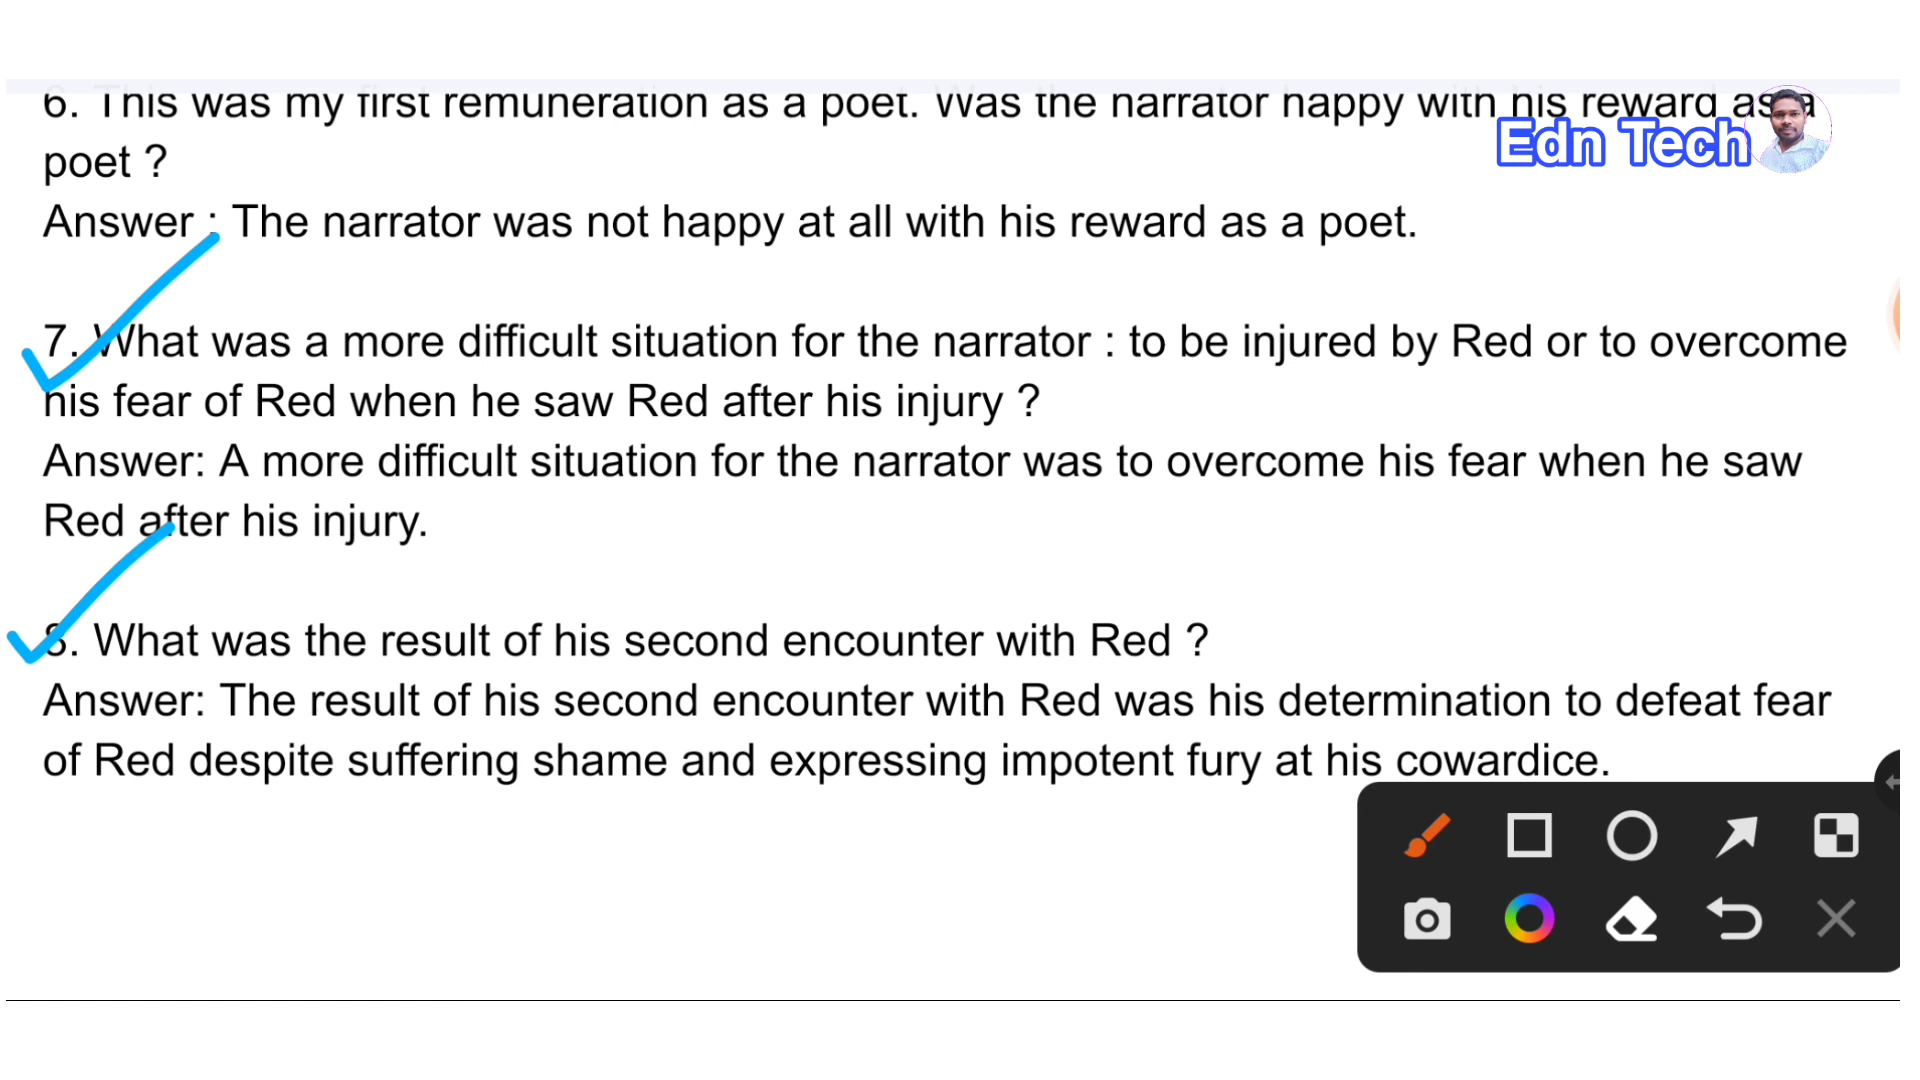 6. This was my first remuneration as a poet. Was the narrator happy with his reward as a
Edn Tech
poet ?
Answer : The narrator was not happy at all with his reward as a poet.
7. What was a more difficult situation for the narrator : to be injured by Red or to overcome
his fear of Red when he saw Red after his injury ?
Answer: A more difficult situation for the narrator was to overcome his fear when he saw
Red after his injury.
8. What was the result of his second encounter with Red ?
Answer: The result of his second encounter with Red was his determination to defeat fear
of Red despite suffering shame and expressing impotent fury at his cowardice.